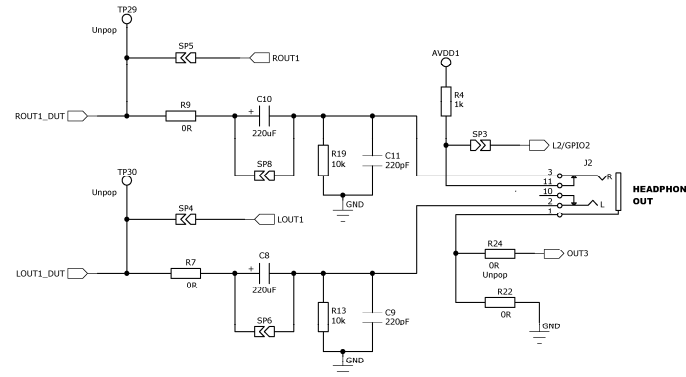 TP29
Unpop
SP5
ROUT1
AVDD1
R4
1k
ROUT1_DUT
R9
0R
+
C10
220uF
SP8
R19
10k
C11
220pF
GND
SP3
L2/GPIO2
J2
3
11
10
2
1
R
L
HEADPHON
OUT
TP30
Unpop
SP4
LOUT1
LOUT1_DUT
R7
0R
+
C8
220uF
SP6
R13
10k
C9
220pF
GND
R24
0R
Unpop
OUT3
R22
0R
GND